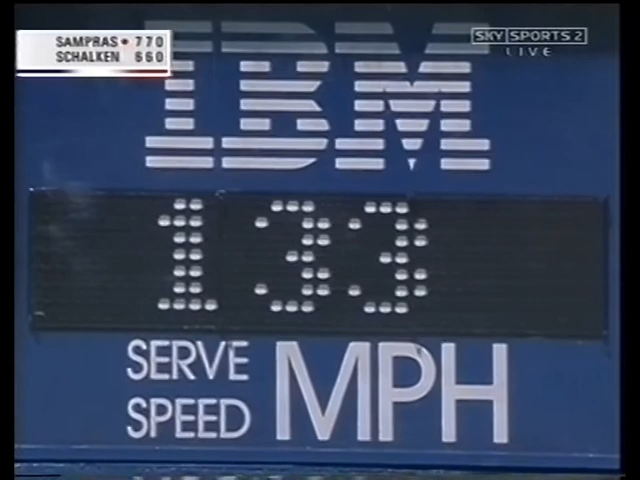 SAMPRAS • 7 7 0
SCHALKEN 6 6 0
SKY SPORTS 2
LIVE
IBM
133
SERVE
SPEED
MPH